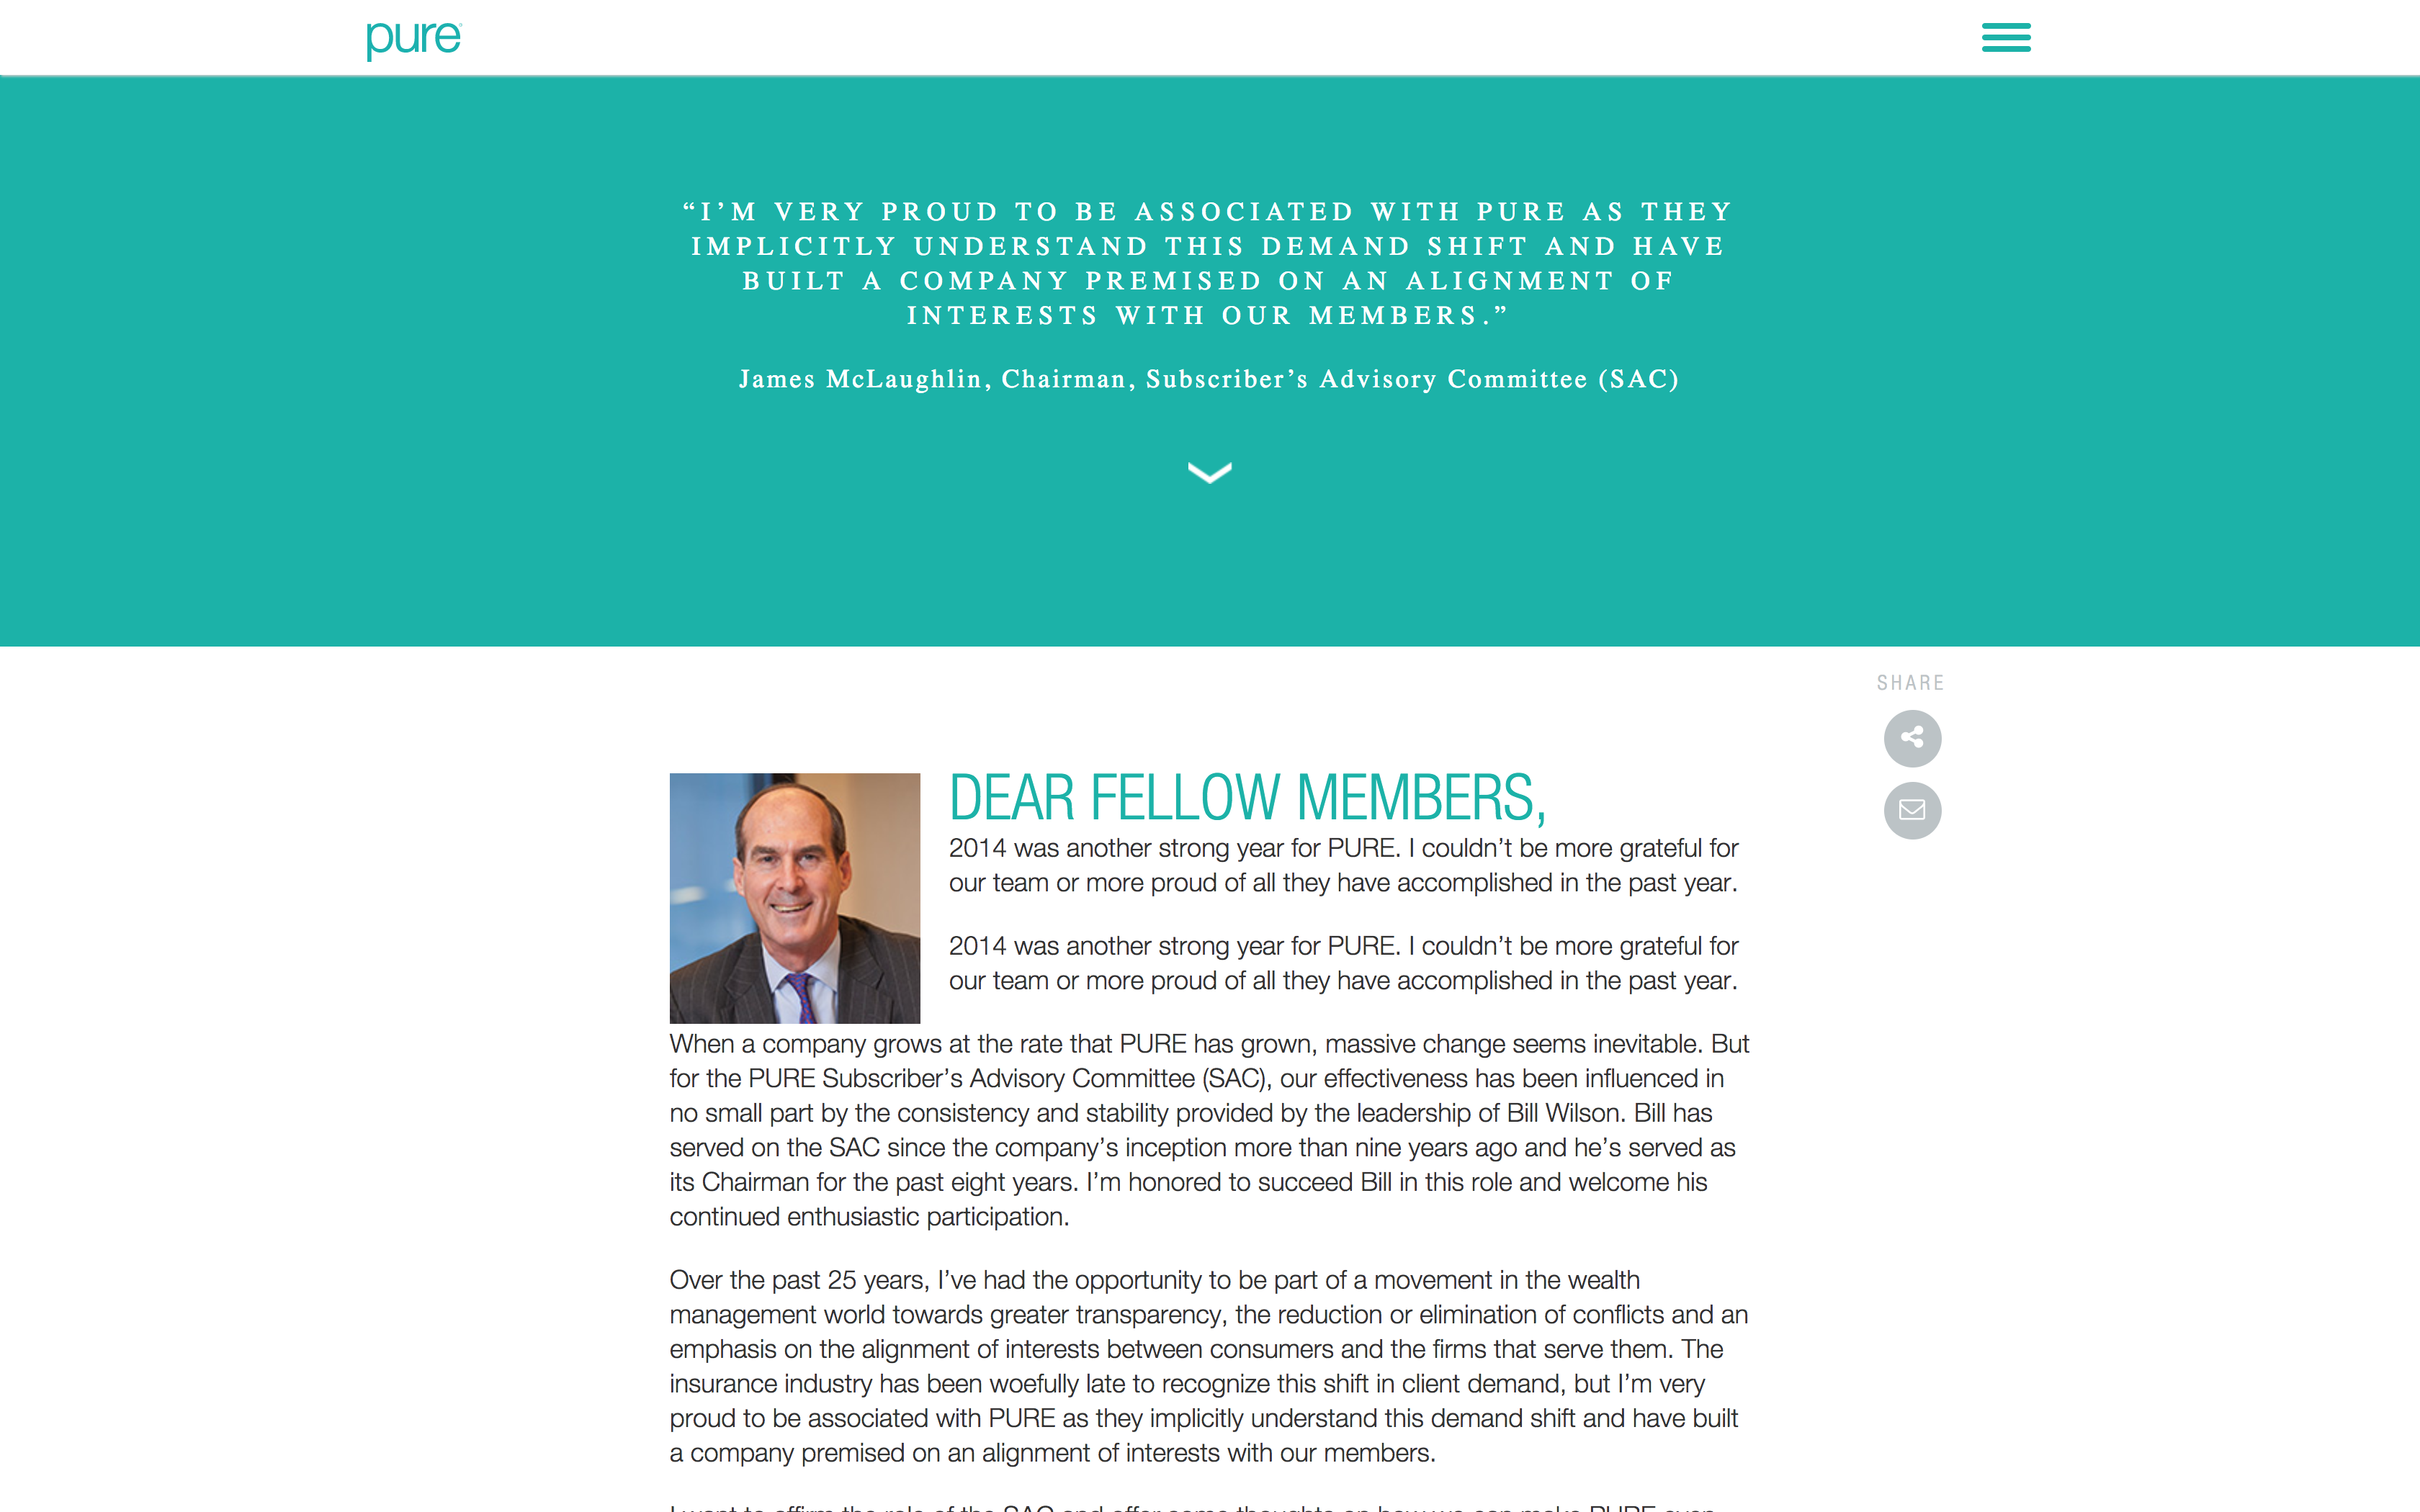 pure
“I’M VERY PROUD TO BE ASSOCIATED WITH PURE AS THEY
IMPLICITLY UNDERSTAND THIS DEMAND SHIFT AND HAVE
BUILT A COMPANY PREMISED ON AN ALIGNMENT OF
INTERESTS WITH OUR MEMBERS.”
James McLaughlin, Chairman, Subscriber’s Advisory Committee (SAC)
SHARE
DEAR FELLOW MEMBERS,
2014 was another strong year for PURE. I couldn’t be more grateful for
our team or more proud of all they have accomplished in the past year.
2014 was another strong year for PURE. I couldn’t be more grateful for
our team or more proud of all they have accomplished in the past year.
When a company grows at the rate that PURE has grown, massive change seems inevitable. But
for the PURE Subscriber’s Advisory Committee (SAC), our effectiveness has been influenced in
no small part by the consistency and stability provided by the leadership of Bill Wilson. Bill has
served on the SAC since the company’s inception more than nine years ago and he’s served as
its Chairman for the past eight years. I’m honored to succeed Bill in this role and welcome his
continued enthusiastic participation.
Over the past 25 years, I’ve had the opportunity to be part of a movement in the wealth
management world towards greater transparency, the reduction or elimination of conflicts and an
emphasis on the alignment of interests between consumers and the firms that serve them. The
insurance industry has been woefully late to recognize this shift in client demand, but I’m very
proud to be associated with PURE as they implicitly understand this demand shift and have built
a company premised on an alignment of interests with our members.